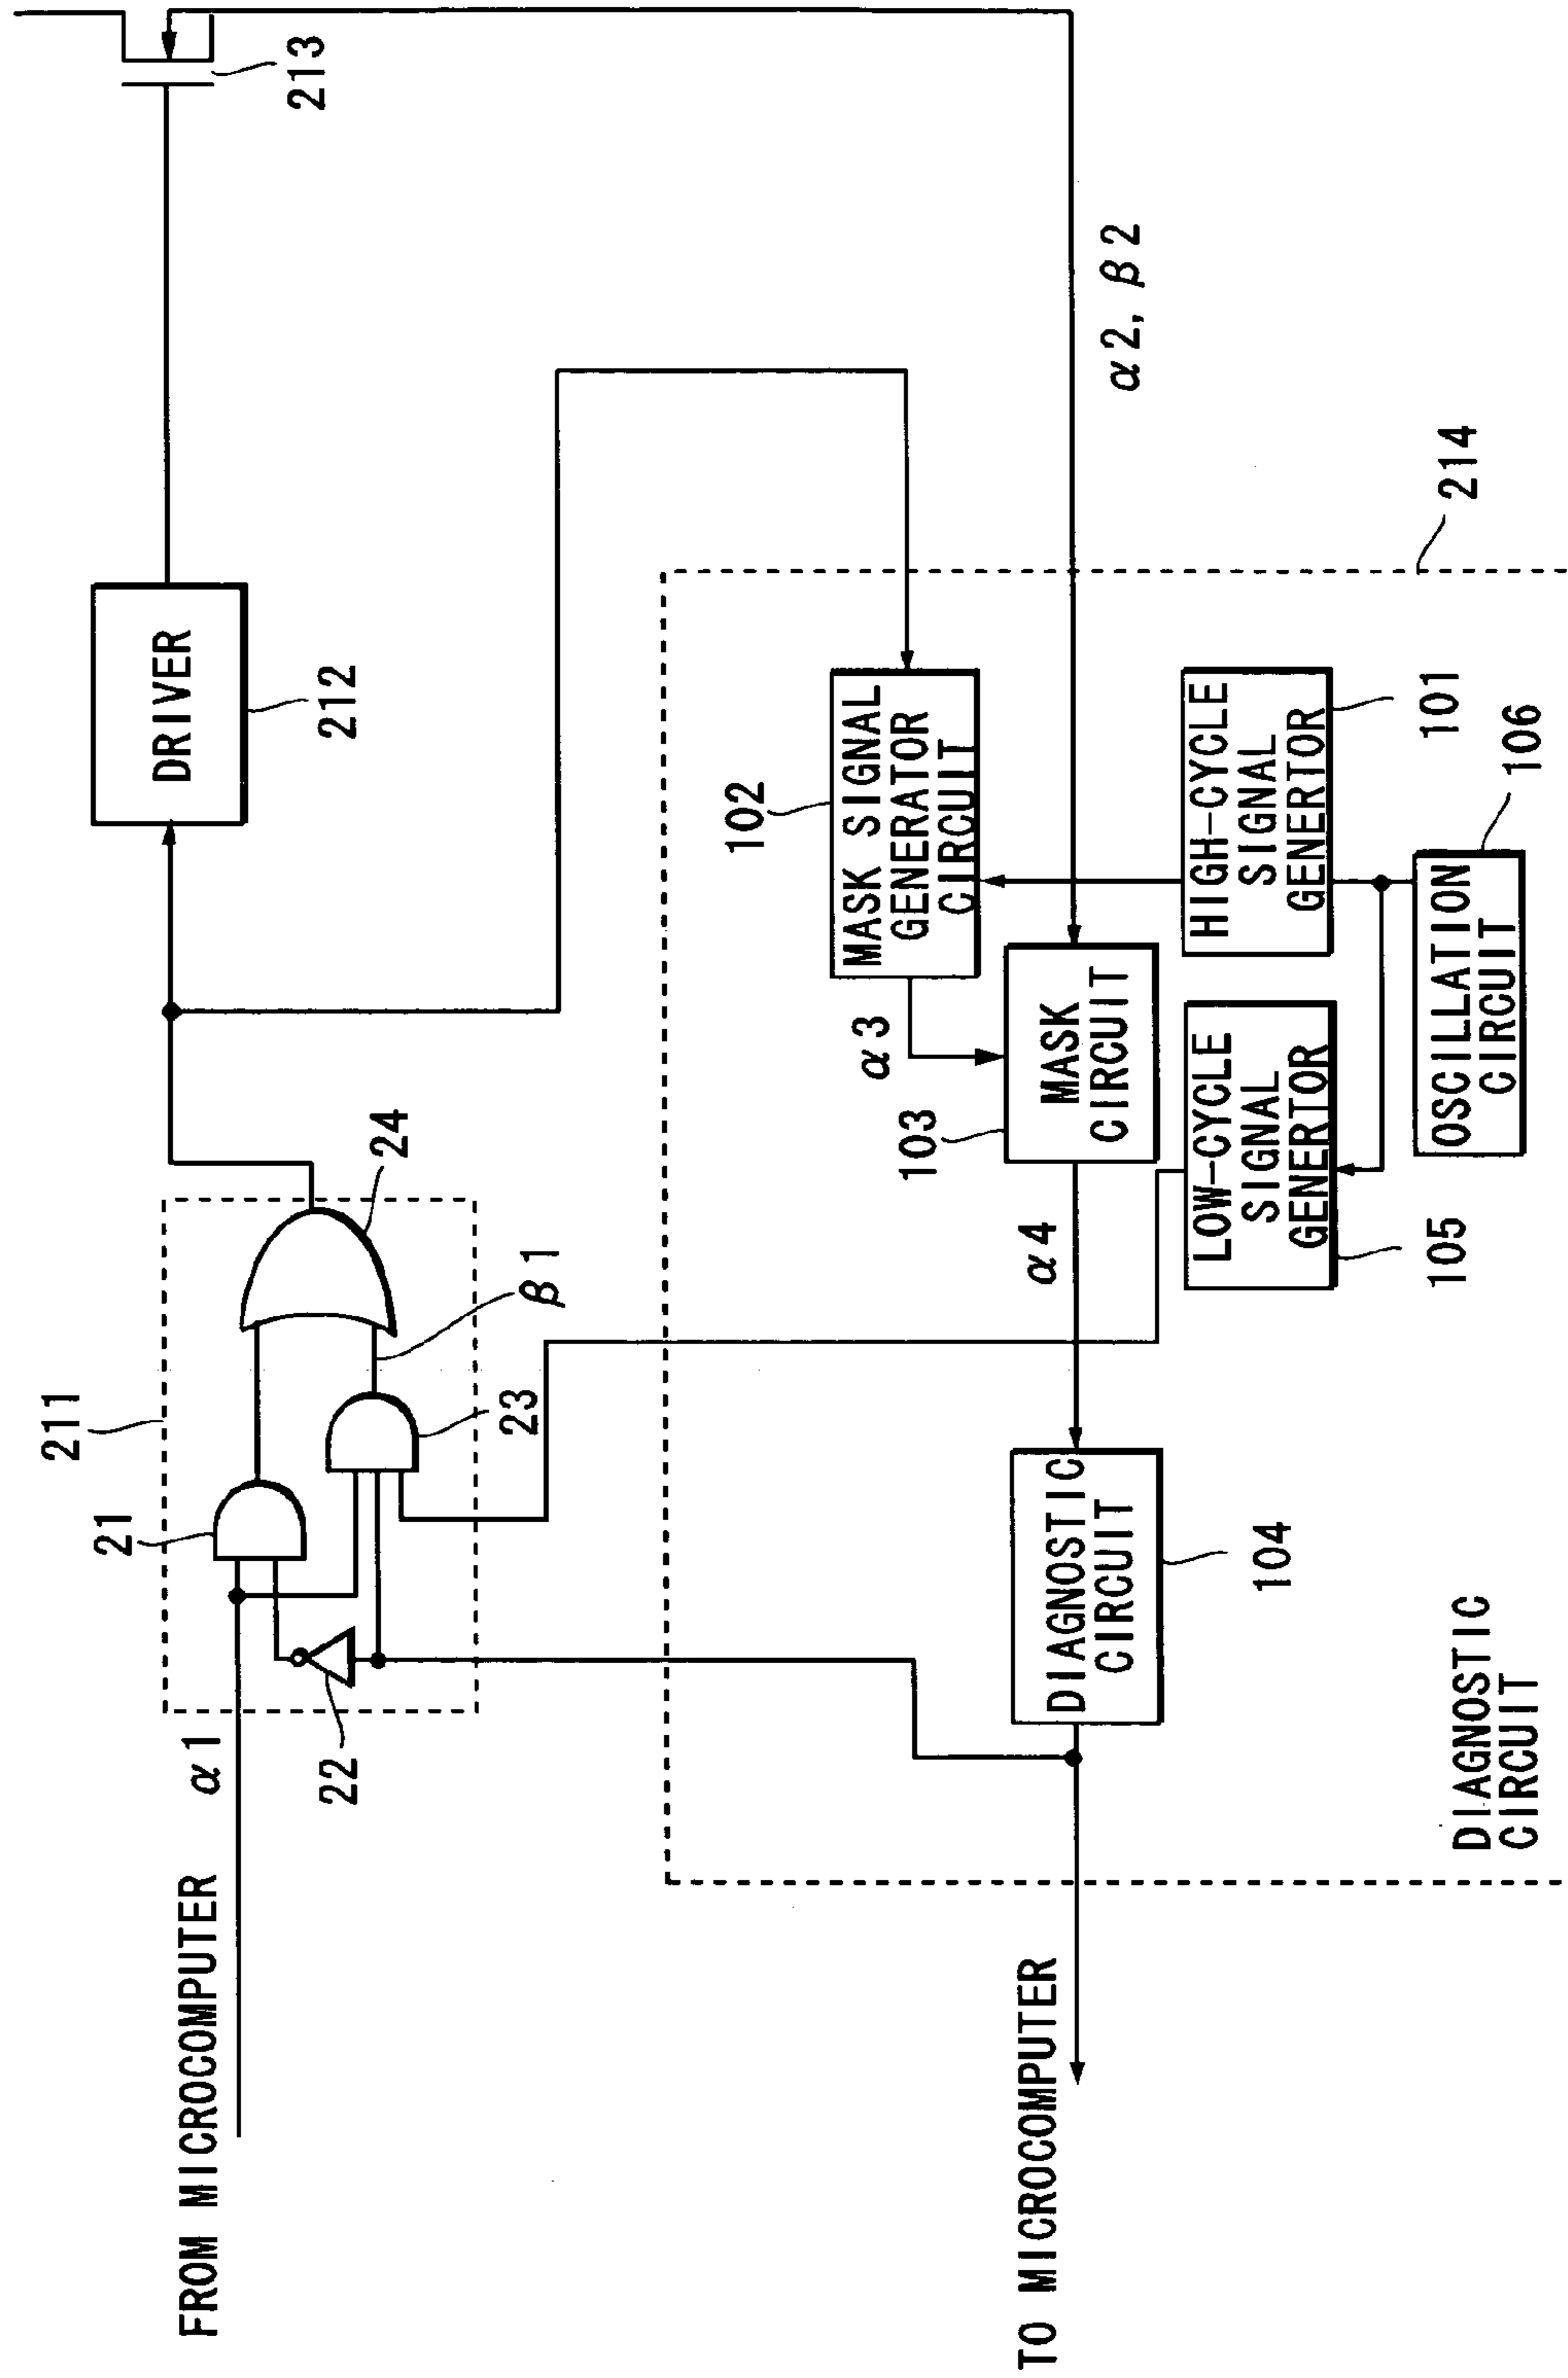 FROM MICROCOMPUTER
α1
211
21
22
23
24
β1
DRIVER
212
213
α2, β2
TO MICROCOMPUTER
DIAGNOSTIC
CIRCUIT
104
α4
103
MASK
CIRCUIT
α3
102
MASK SIGNAL
GENERATOR
CIRCUIT
LOW-CYCLE
SIGNAL
GENERTOR
105
HIGH-CYCLE
SIGNAL
GENERTOR
101
OSCILLATION
CIRCUIT
106
214
DIAGNOSTIC
CIRCUIT